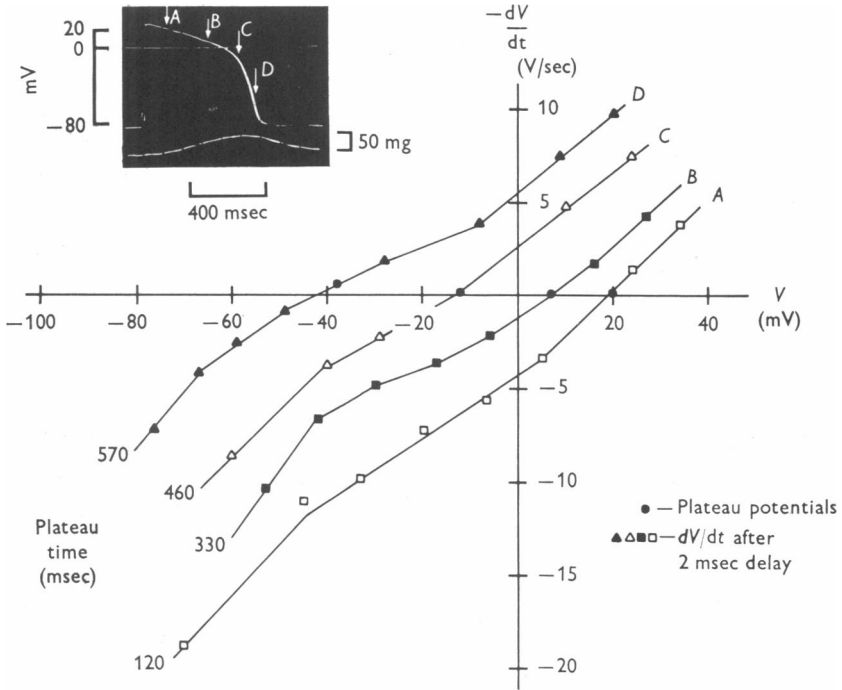 A
B
C
D
20
0
−80
mV
50 mg
400 msec
−dV
dt
(V/sec)
10
5
−5
−10
−15
−20
−100
−80
−60
−40
−20
20
40
V
(mV)
D
C
B
A
570
460
330
120
Plateau
time
(msec)
● — Plateau potentials
▲△■□—dV/dt after
2 msec delay